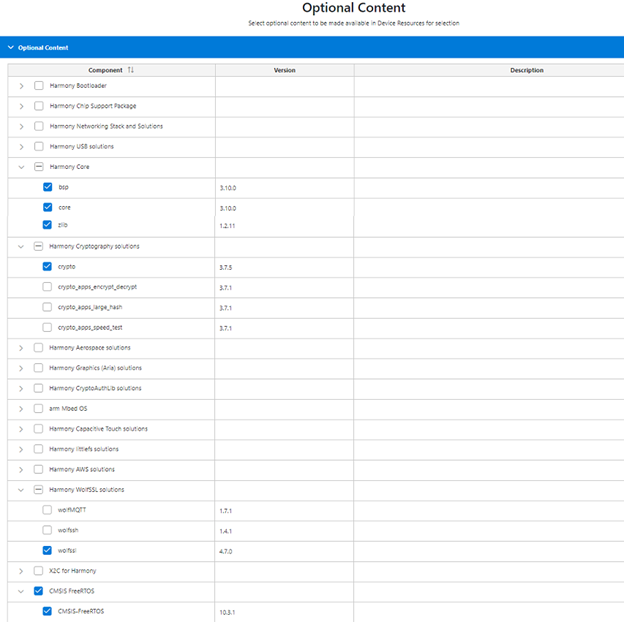 Optional Content
Select optional content to be made available in Device Resources for selection
Optional Content
Component Version Description
Harmony Bootloader
Harmony Chip Support Package
Harmony Networking Stack and Solutions
Harmony USB solutions
Harmony Core
bsp 3.10.0
core 3.10.0
zlib 1.2.11
Harmony Cryptography solutions
crypto 3.7.5
crypto_apps_encrypt_decrypt 3.7.1
crypto_apps_large_hash 3.7.1
crypto_apps_speed_test 3.7.1
Harmony Aerospace solutions
Harmony Graphics (Aria) solutions
Harmony CryptoAuthLib solutions
arm Mbed OS
Harmony Capacitive Touch solutions
Harmony littlefs solutions
Harmony AWS solutions
Harmony WolfSSL solutions
wolfMQTT 1.7.1
wolfssh 1.4.1
wolfssl 4.7.0
X2C for Harmony
CMSIS FreeRTOS
CMSIS-FreeRTOS 10.3.1